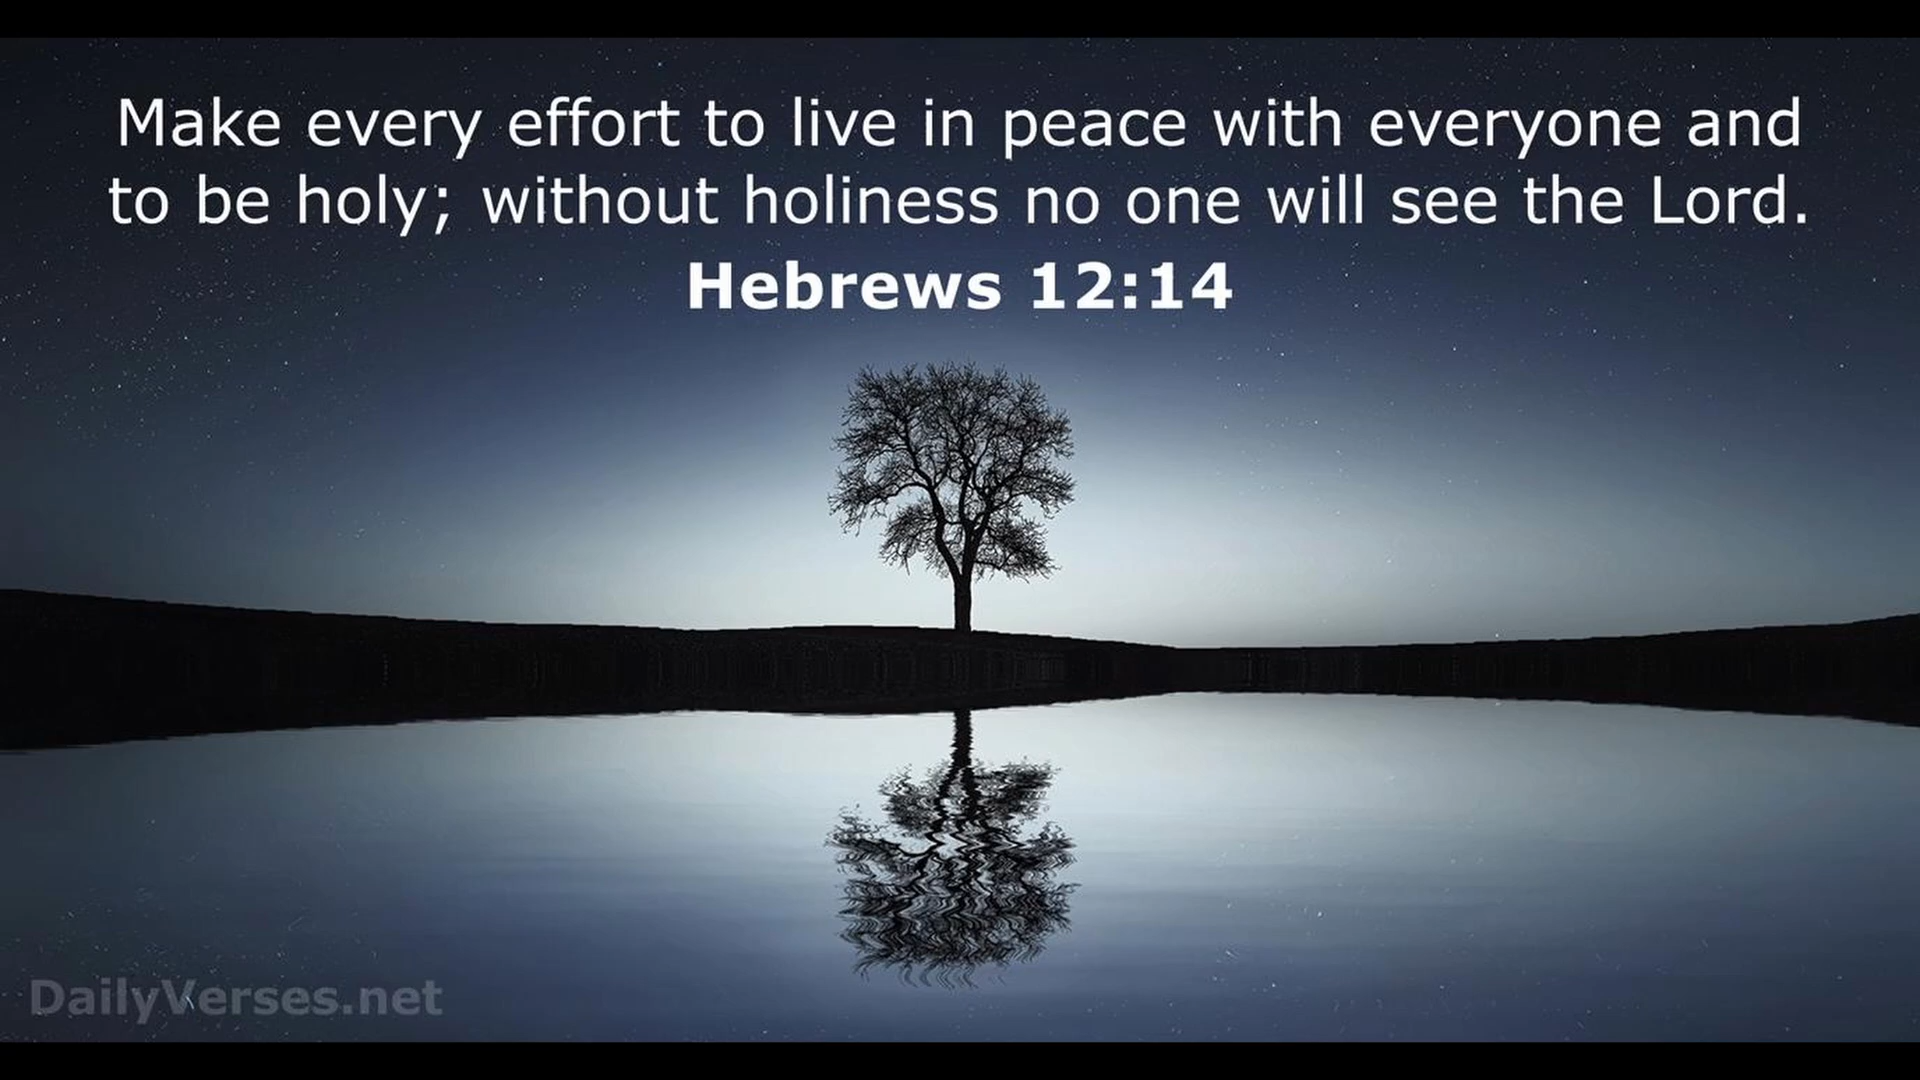 Make every effort to live in peace with everyone and
to be holy; without holiness no one will see the Lord.
Hebrews 12:14
DailyVerses.net